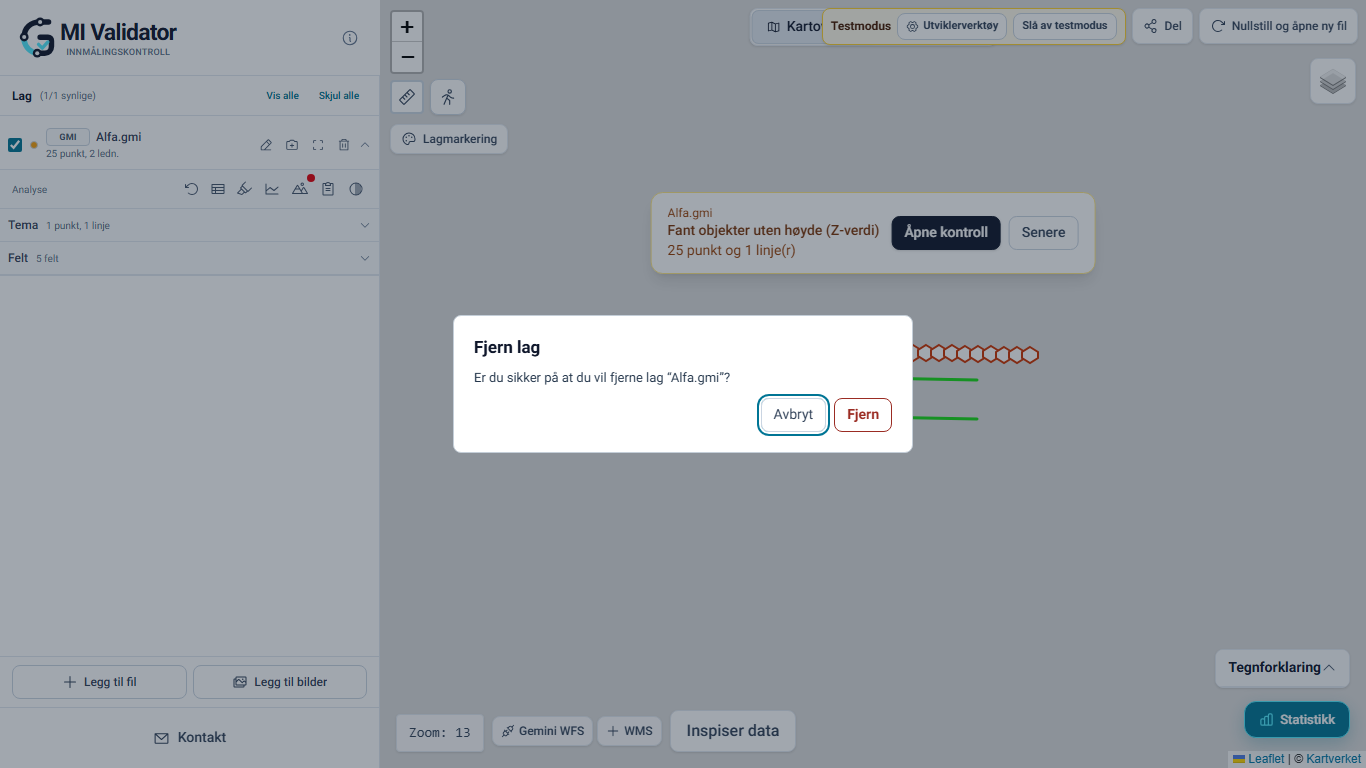 MI Validator
INNMÅLINGSKONTROLL
Lag (1/1 synlige) Vis alle Skjul alle
GMI Alfa.gmi
25 punkt, 2 ledn.
Analyse
Tema 1 punkt, 1 linje
Felt 5 felt
Legg til fil Legg til bilder
Kontakt
+
−
Lagmarkering
Testmodus Utviklerverktøy Slå av testmodus
Del
Nullstill og åpne ny fil
Alfa.gmi
Fant objekter uten høyde (Z-verdi)
25 punkt og 1 linje(r)
Åpne kontroll Senere
Fjern lag
Er du sikker på at du vil fjerne lag “Alfa.gmi”?
Avbryt Fjern
Tegnforklaring
Statistikk
Zoom: 13 Gemini WFS WMS Inspiser data
Leaflet | © Kartverket